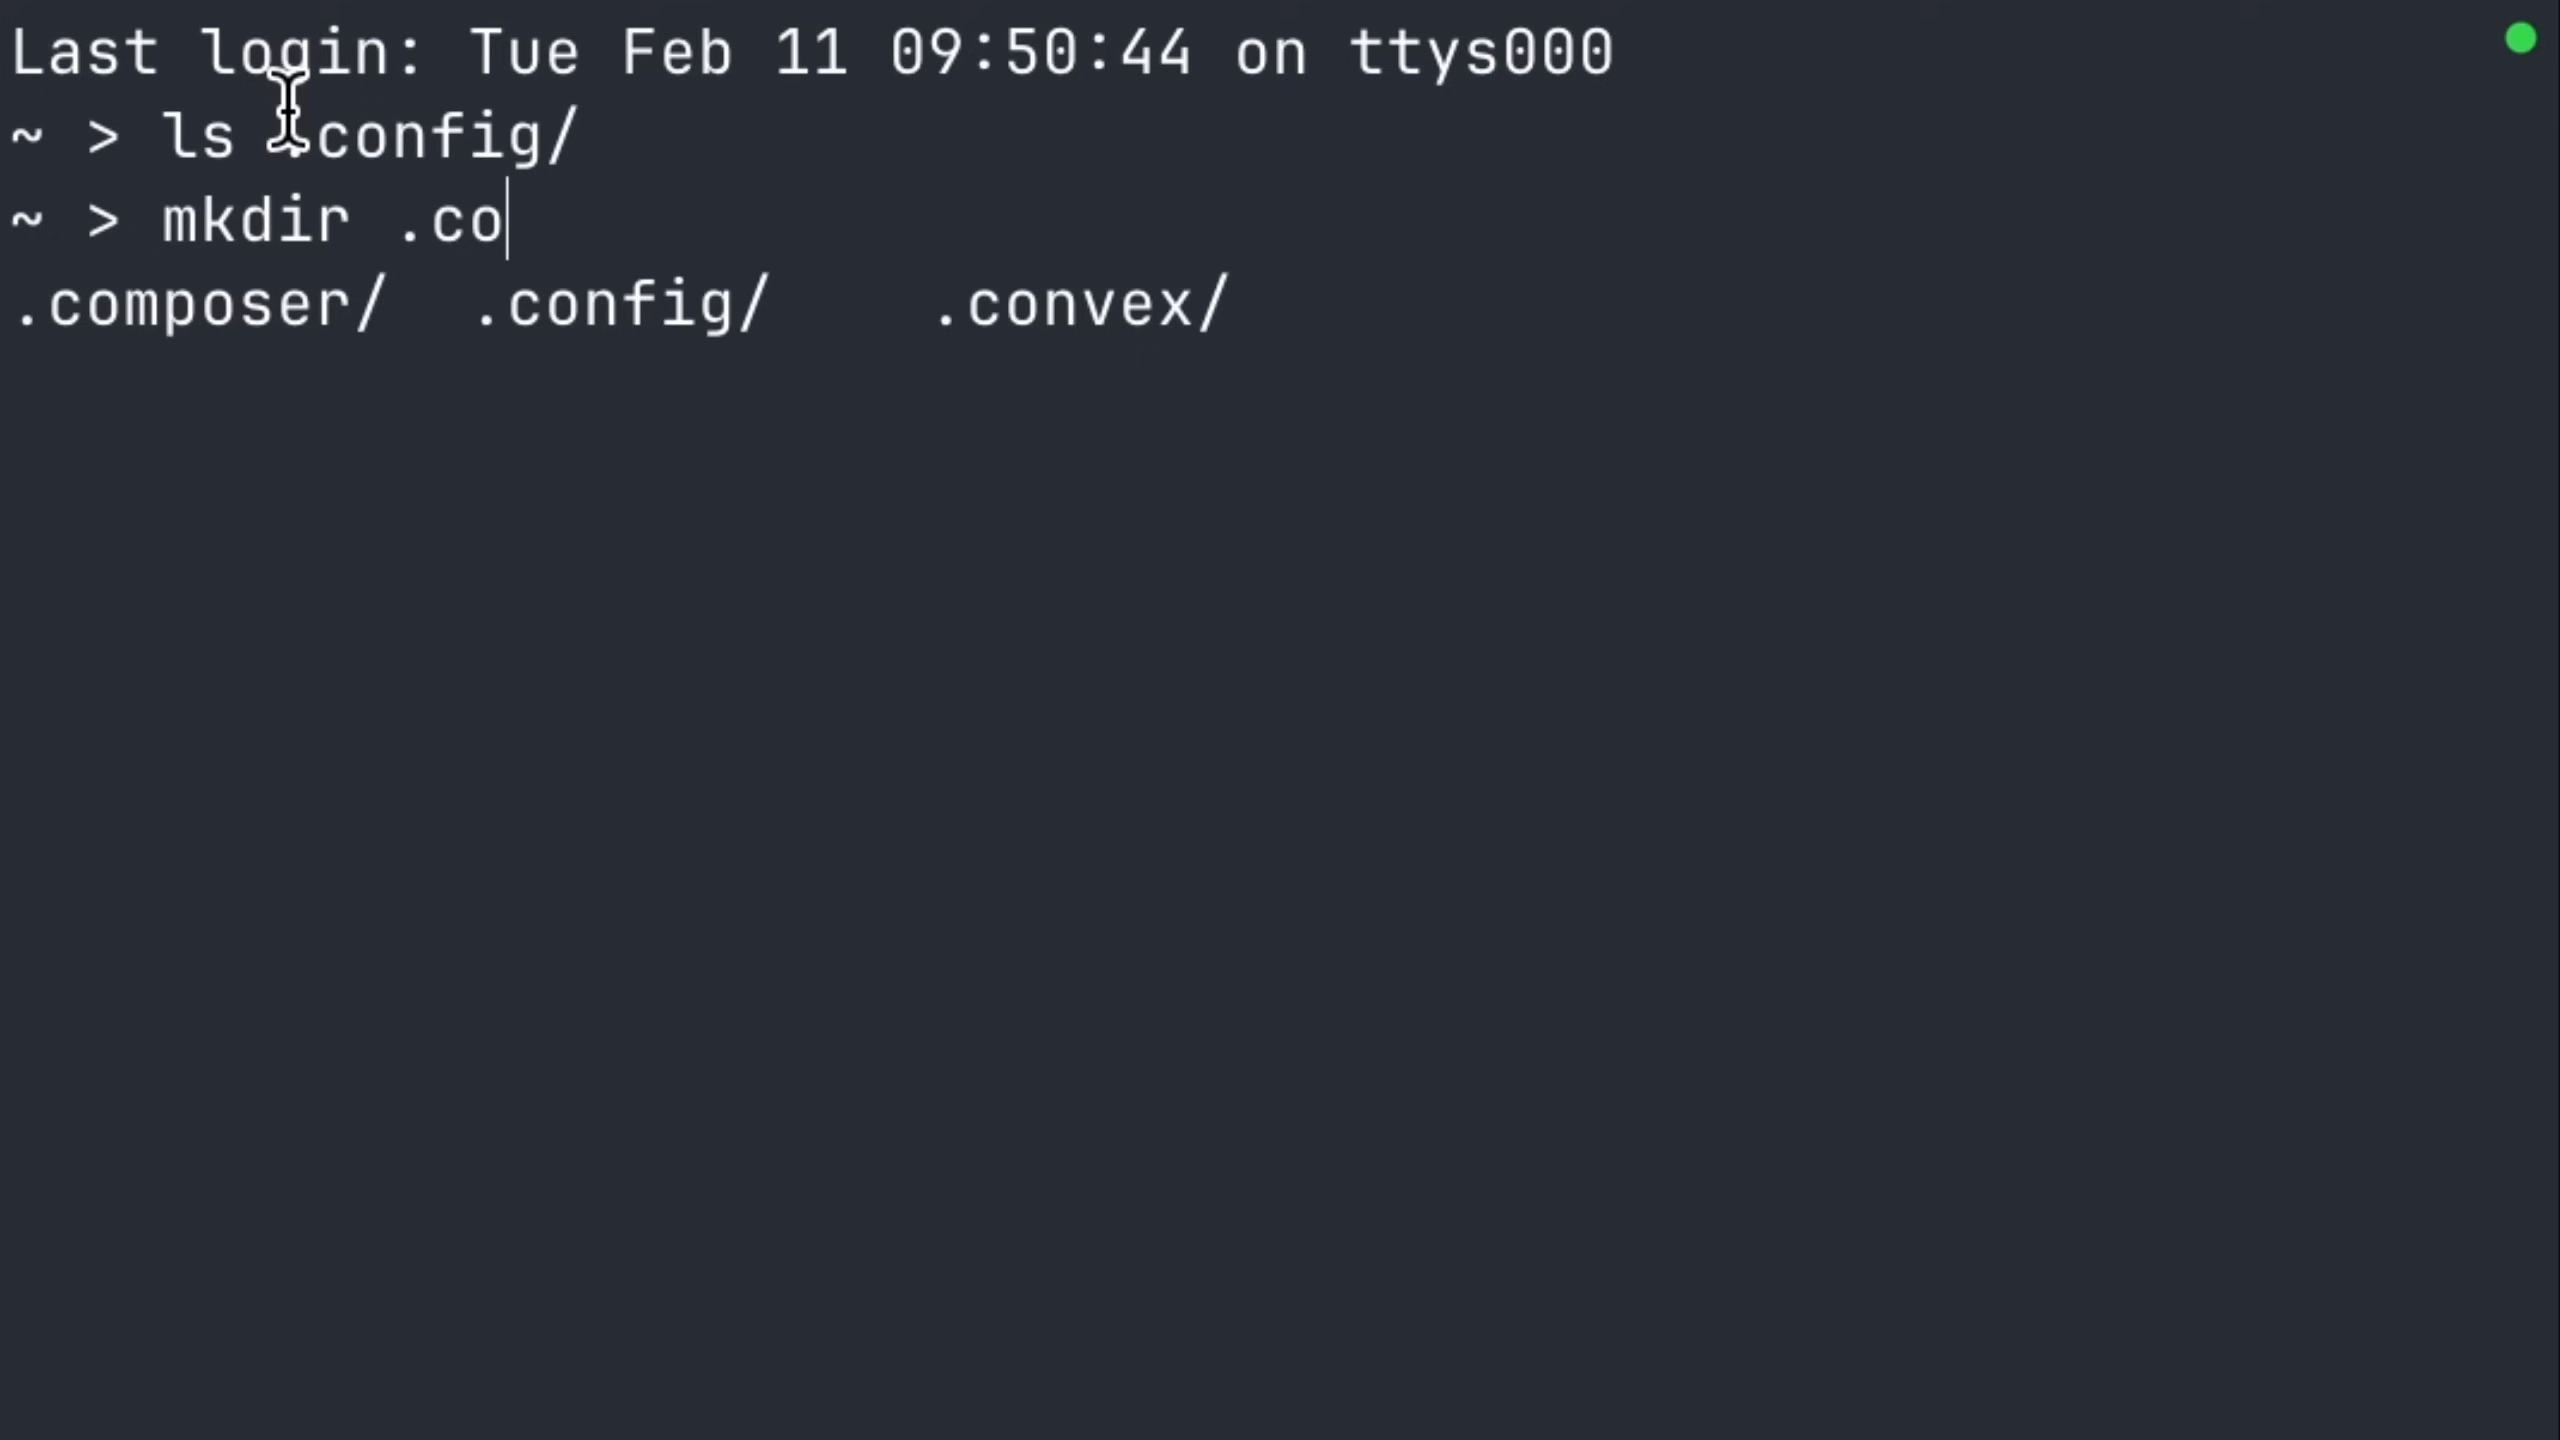 Last login: Tue Feb 11 09:50:44 on ttys000
~ > ls .config/
~ > mkdir .co
.composer/  .config/    .convex/